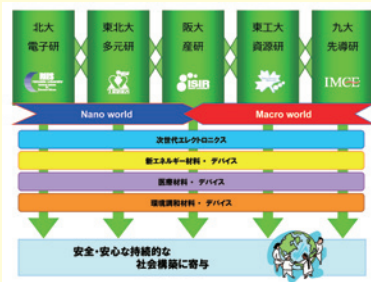 北大
電子研
東北大
多元研
阪大
産研
東工大
資源研
九大
先導研
ISIR
IMCE
Nano world
Macro world
次世代エレクトロニクス
新エネルギー材料・デバイス
医療材料・デバイス
環境調和材料・デバイス
安全・安心な持続的な
社会構築に寄与